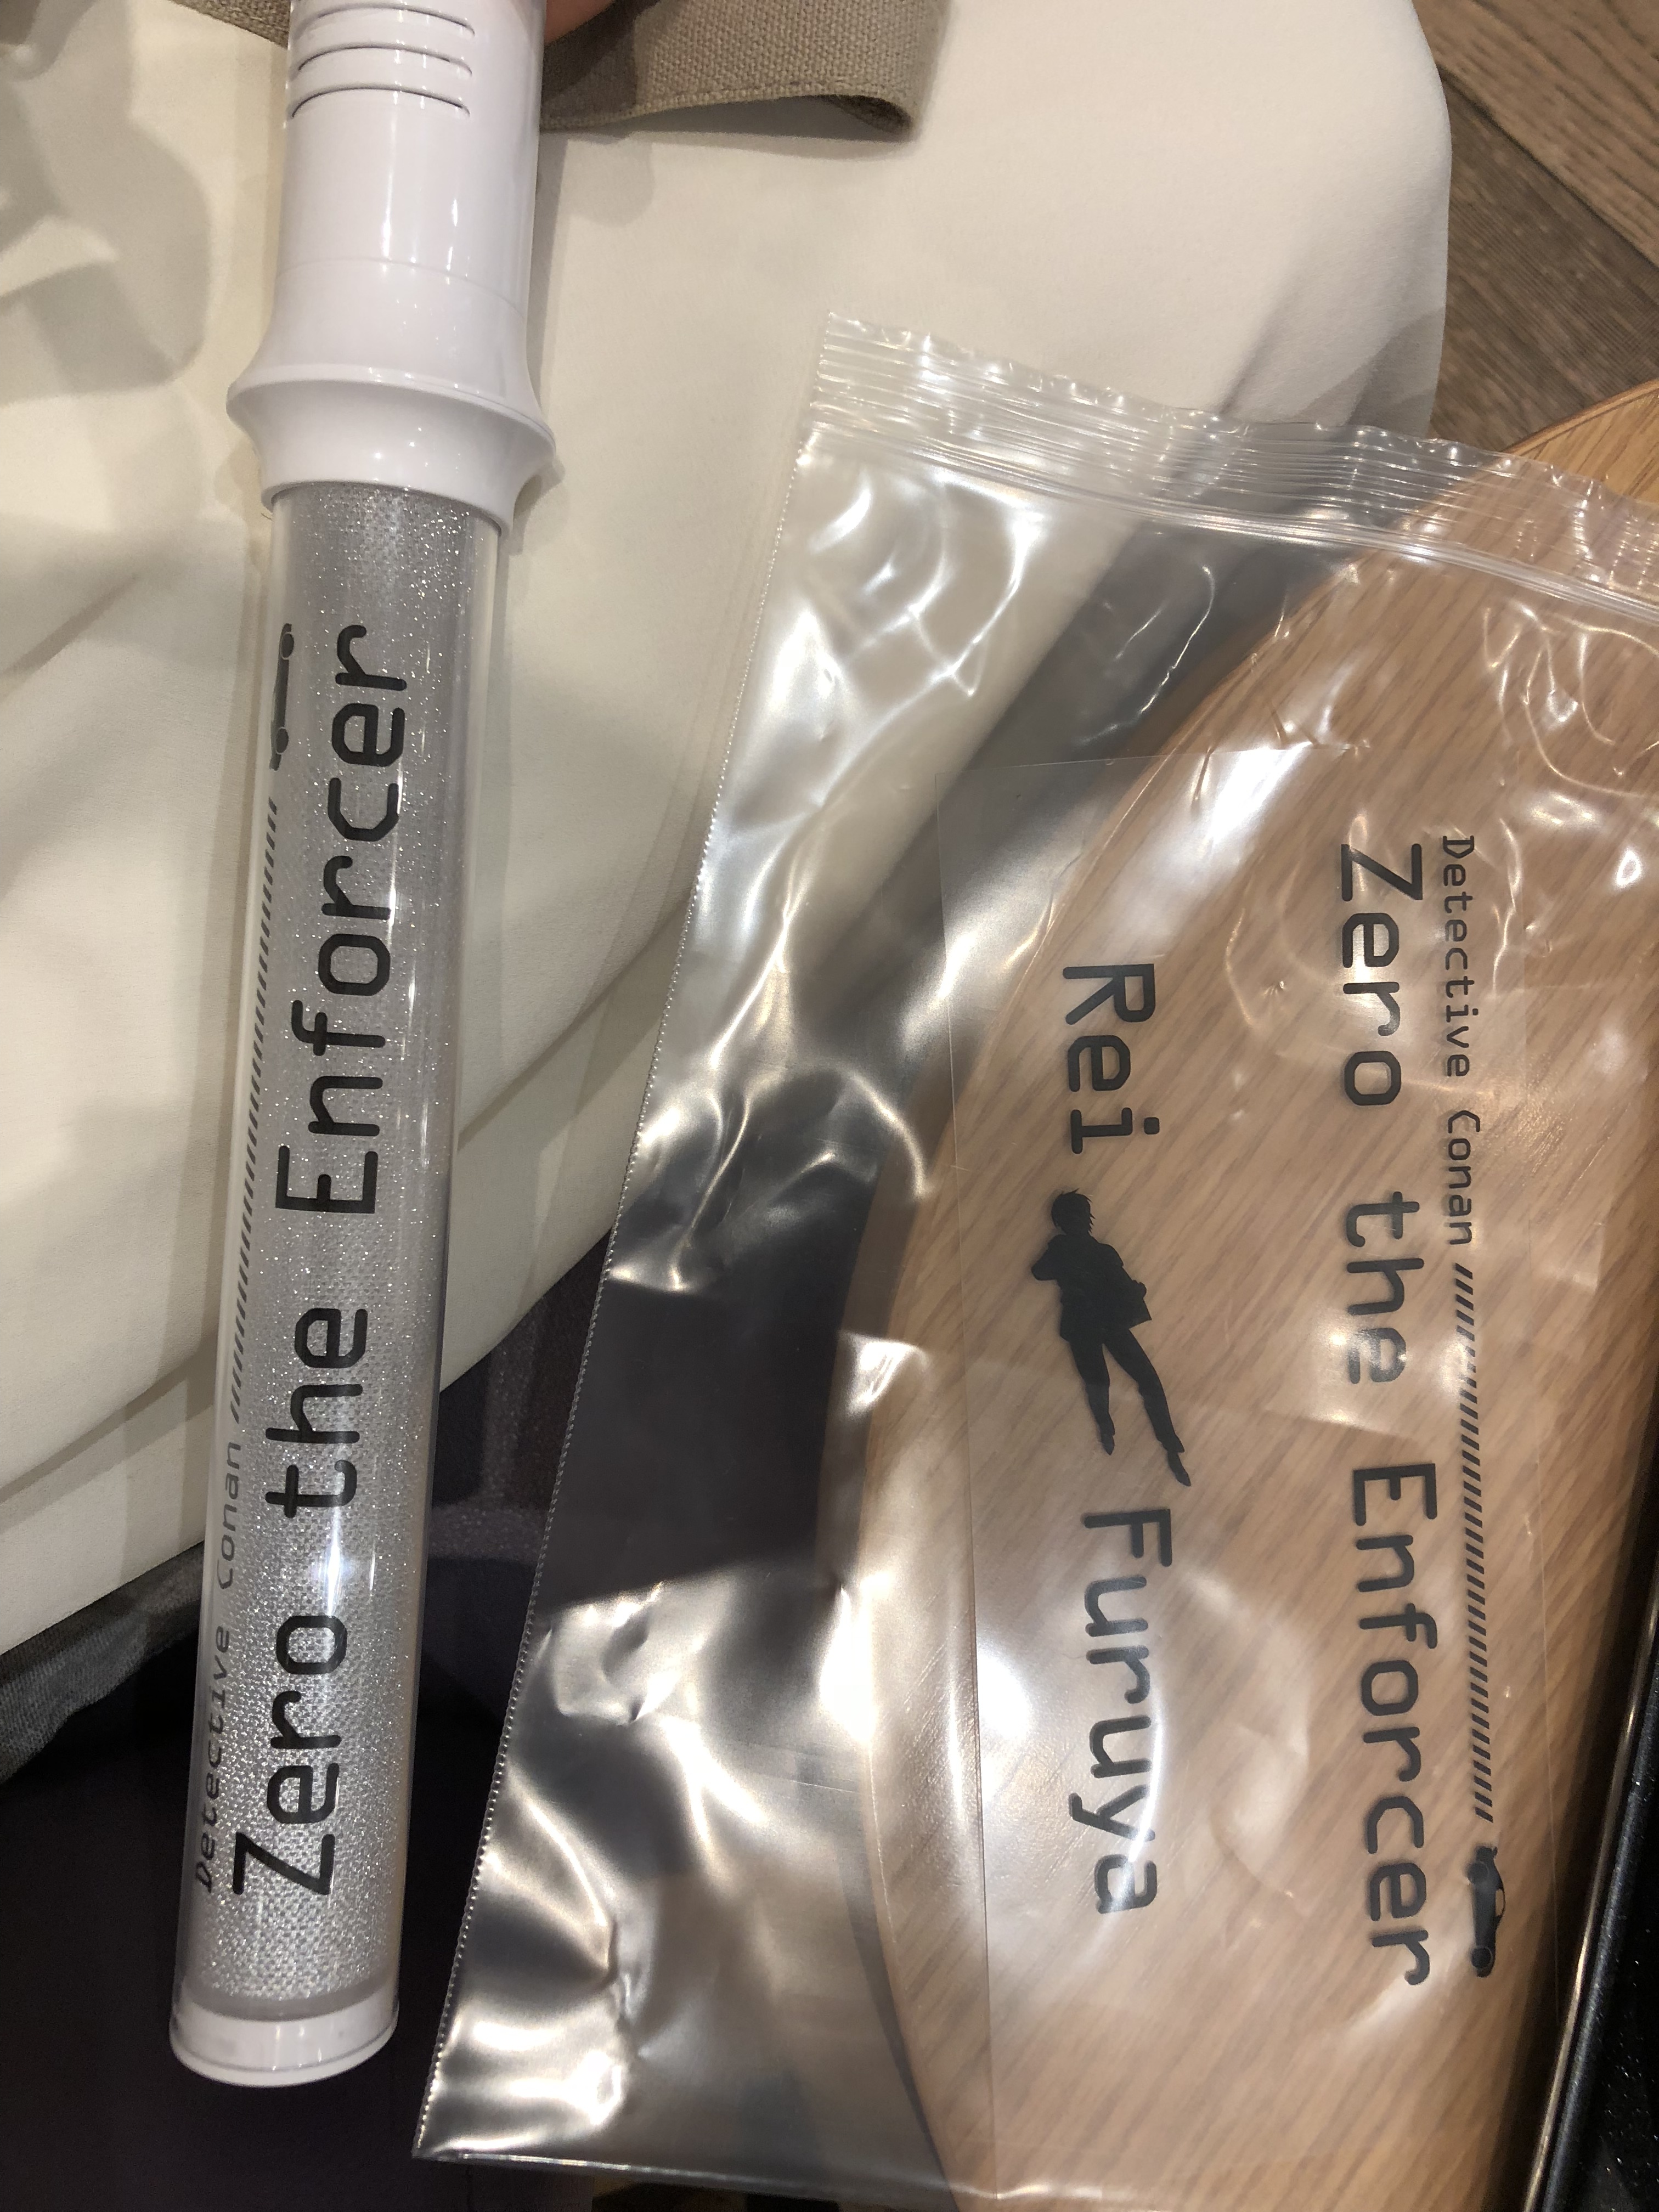 Detective Conan
Zero the Enforcer
Detective Conan
Zero the Enforcer
Rei Furuya